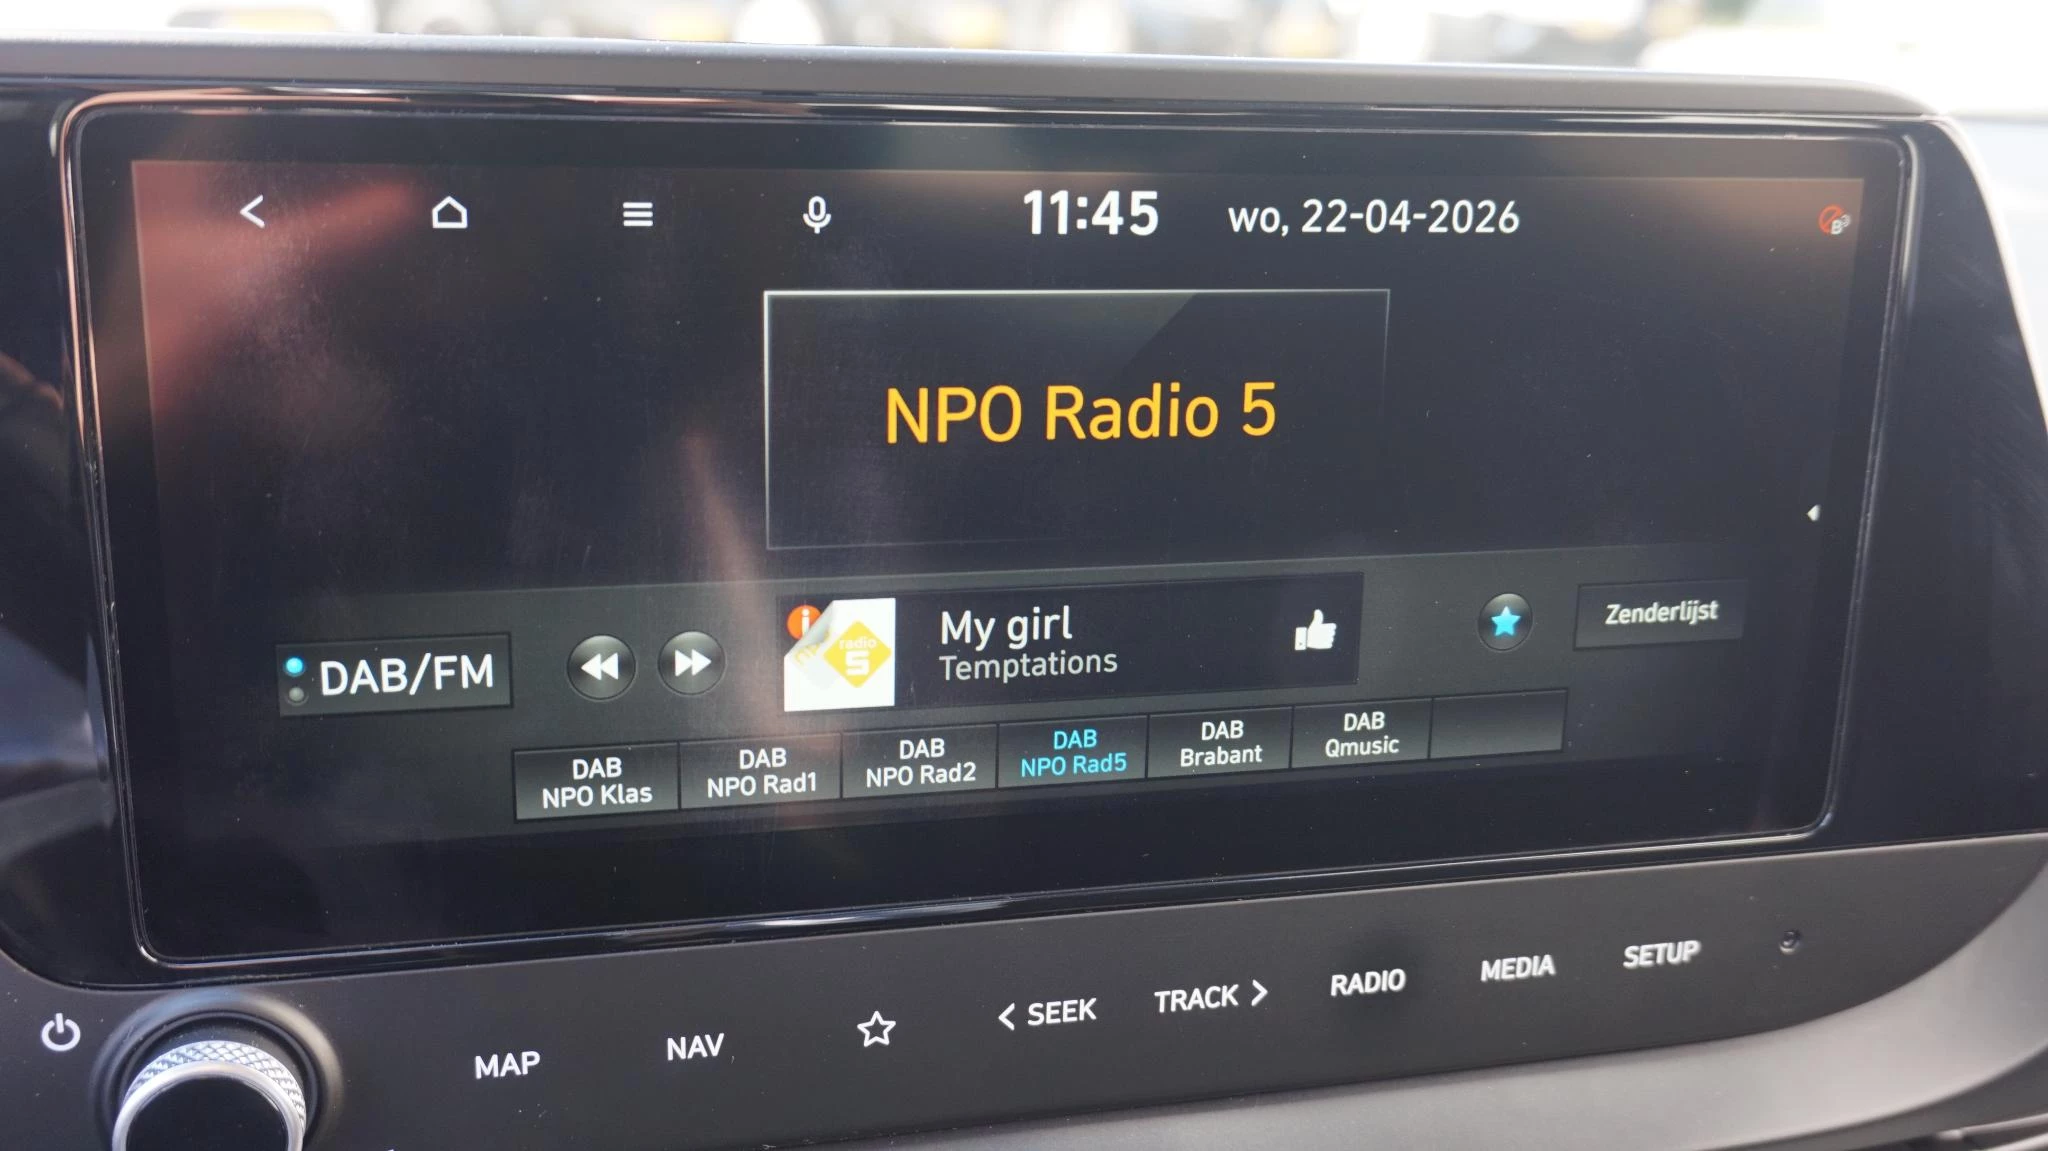 11:45 wo, 22-04-2026
NPO Radio 5
DAB/FM
radio
5
My girl
Temptations
Zenderlijst
DAB
NPO Klas
DAB
NPO Rad1
DAB
NPO Rad2
DAB
NPO Rad5
DAB
Brabant
DAB
Qmusic
MAP
NAV
< SEEK
TRACK >
RADIO
MEDIA
SETUP